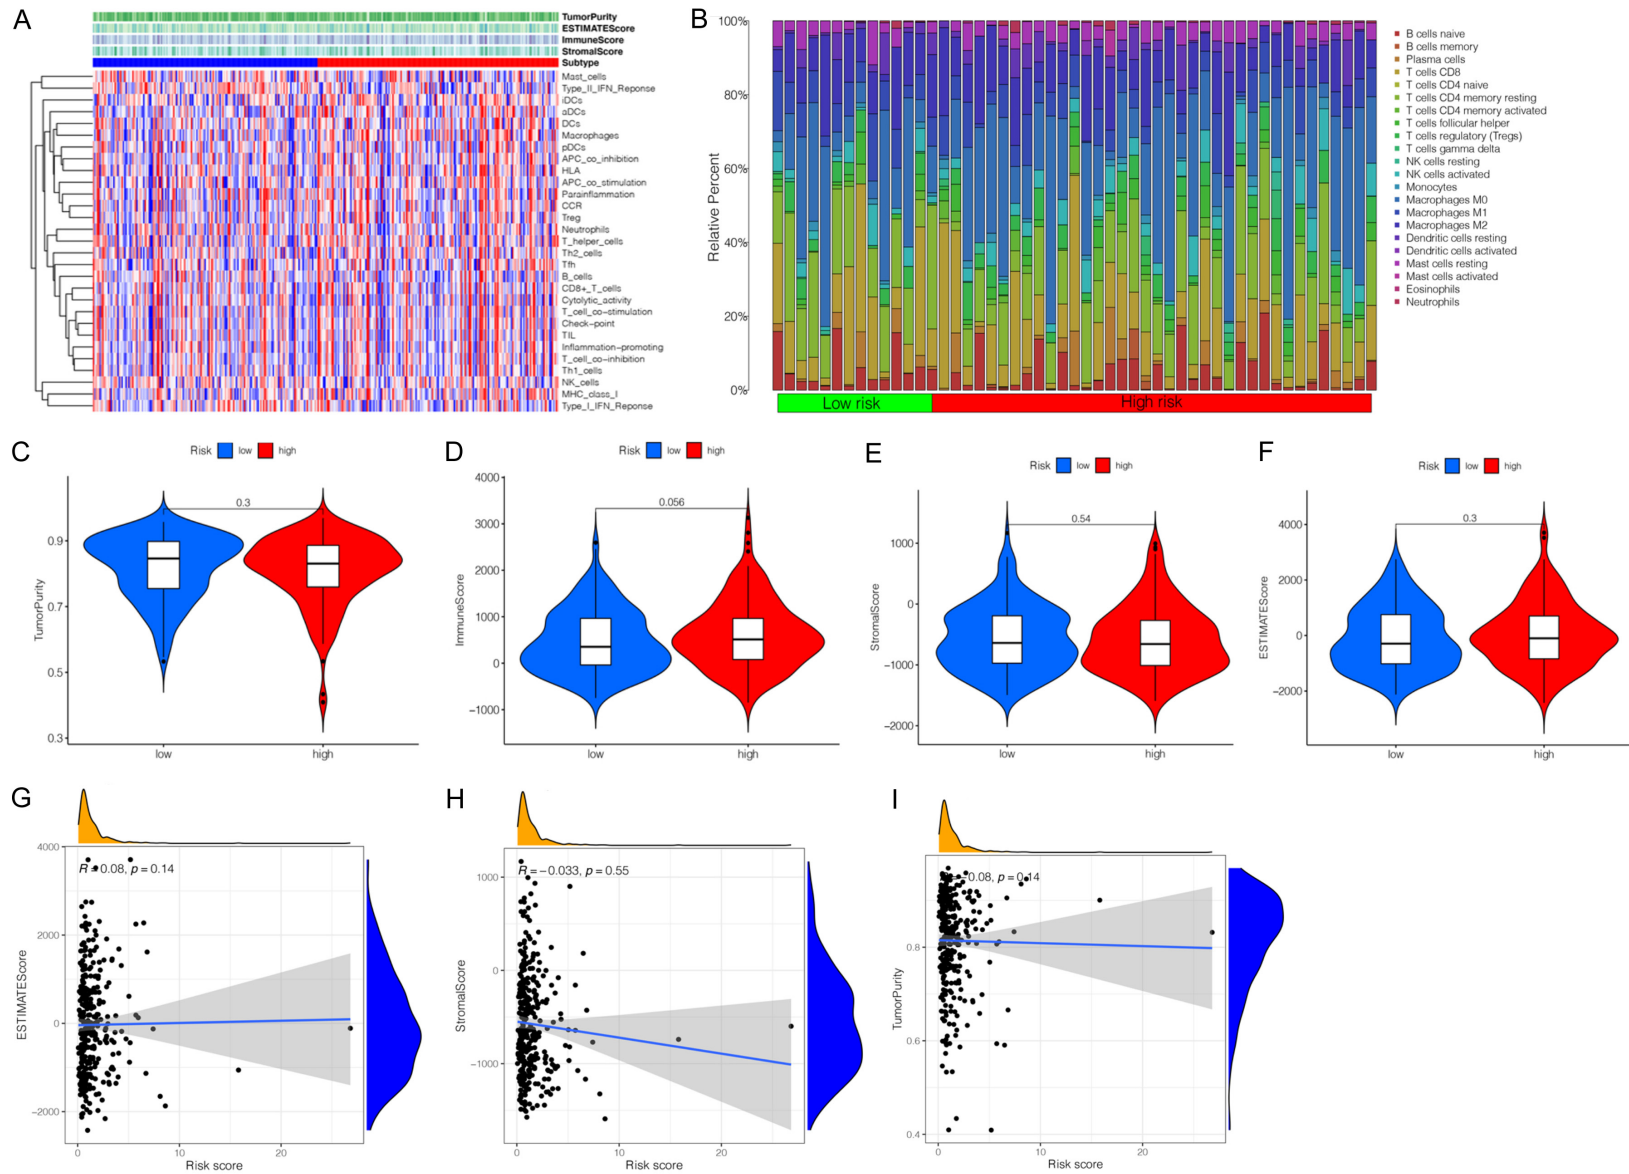 A
TumorPurity
ESTIMATEScore
ImmuneScore
StromalScore
Subtype
Mast_cells
Type_II_IFN_Reponse
iDCs
aDCs
DCs
Macrophages
pDCs
APC_co_inhibition
HLA
APC_co_stimulation
Parainflammation
CCR
Treg
Neutrophils
T_helper_cells
Th2_cells
Tfh
B_cells
CD8+_T_cells
Cytolytic_activity
T_cell_co-stimulation
Check-point
TIL
Inflammation-promoting
T_cell_co-inhibition
Th1_cells
NK_cells
MHC_class_I
Type_I_IFN_Reponse
B
Relative Percent
100%
80%
60%
40%
20%
0%
Low risk
High risk
B cells naive
B cells memory
Plasma cells
T cells CD8
T cells CD4 naive
T cells CD4 memory resting
T cells CD4 memory activated
T cells follicular helper
T cells regulatory (Tregs)
T cells gamma delta
NK cells resting
NK cells activated
Monocytes
Macrophages M0
Macrophages M1
Macrophages M2
Dendritic cells resting
Dendritic cells activated
Mast cells resting
Mast cells activated
Eosinophils
Neutrophils
C
Risk low high
TumorPurity
0.9
0.7
0.5
0.3
0.3
low high
D
Risk low high
ImmuneScore
4000
3000
2000
1000
0
−1000
0.056
low high
E
Risk low high
StromalScore
1000
0
−1000
−2000
0.54
low high
F
Risk low high
ESTIMATEScore
4000
2000
0
−2000
0.3
low high
G
ESTIMATEScore
4000
2000
0
−2000
R = 0.08, p = 0.14
0 10 20
Risk score
H
StromalScore
1000
0
−1000
R = −0.033, p = 0.55
0 10 20
Risk score
I
TumorPurity
0.8
0.6
0.4
−0.08, p = 0.14
0 10 20
Risk score